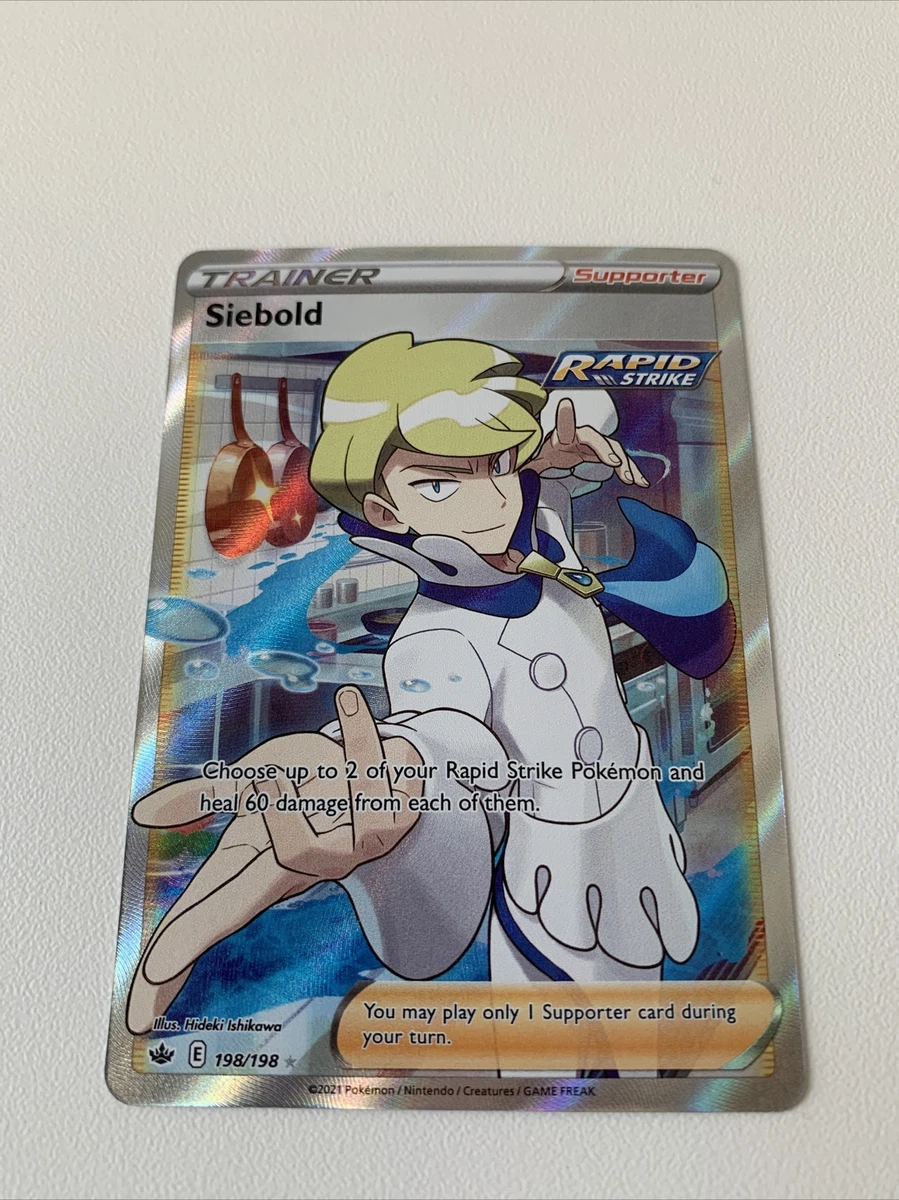 TRAINER Supporter
Siebold
RAPID
STRIKE
Choose up to 2 of your Rapid Strike Pokémon and
heal 60 damage from each of them.
You may play only 1 Supporter card during
your turn.
Illus. Hideki Ishikawa
E 198/198
©2021 Pokémon / Nintendo / Creatures / GAME FREAK